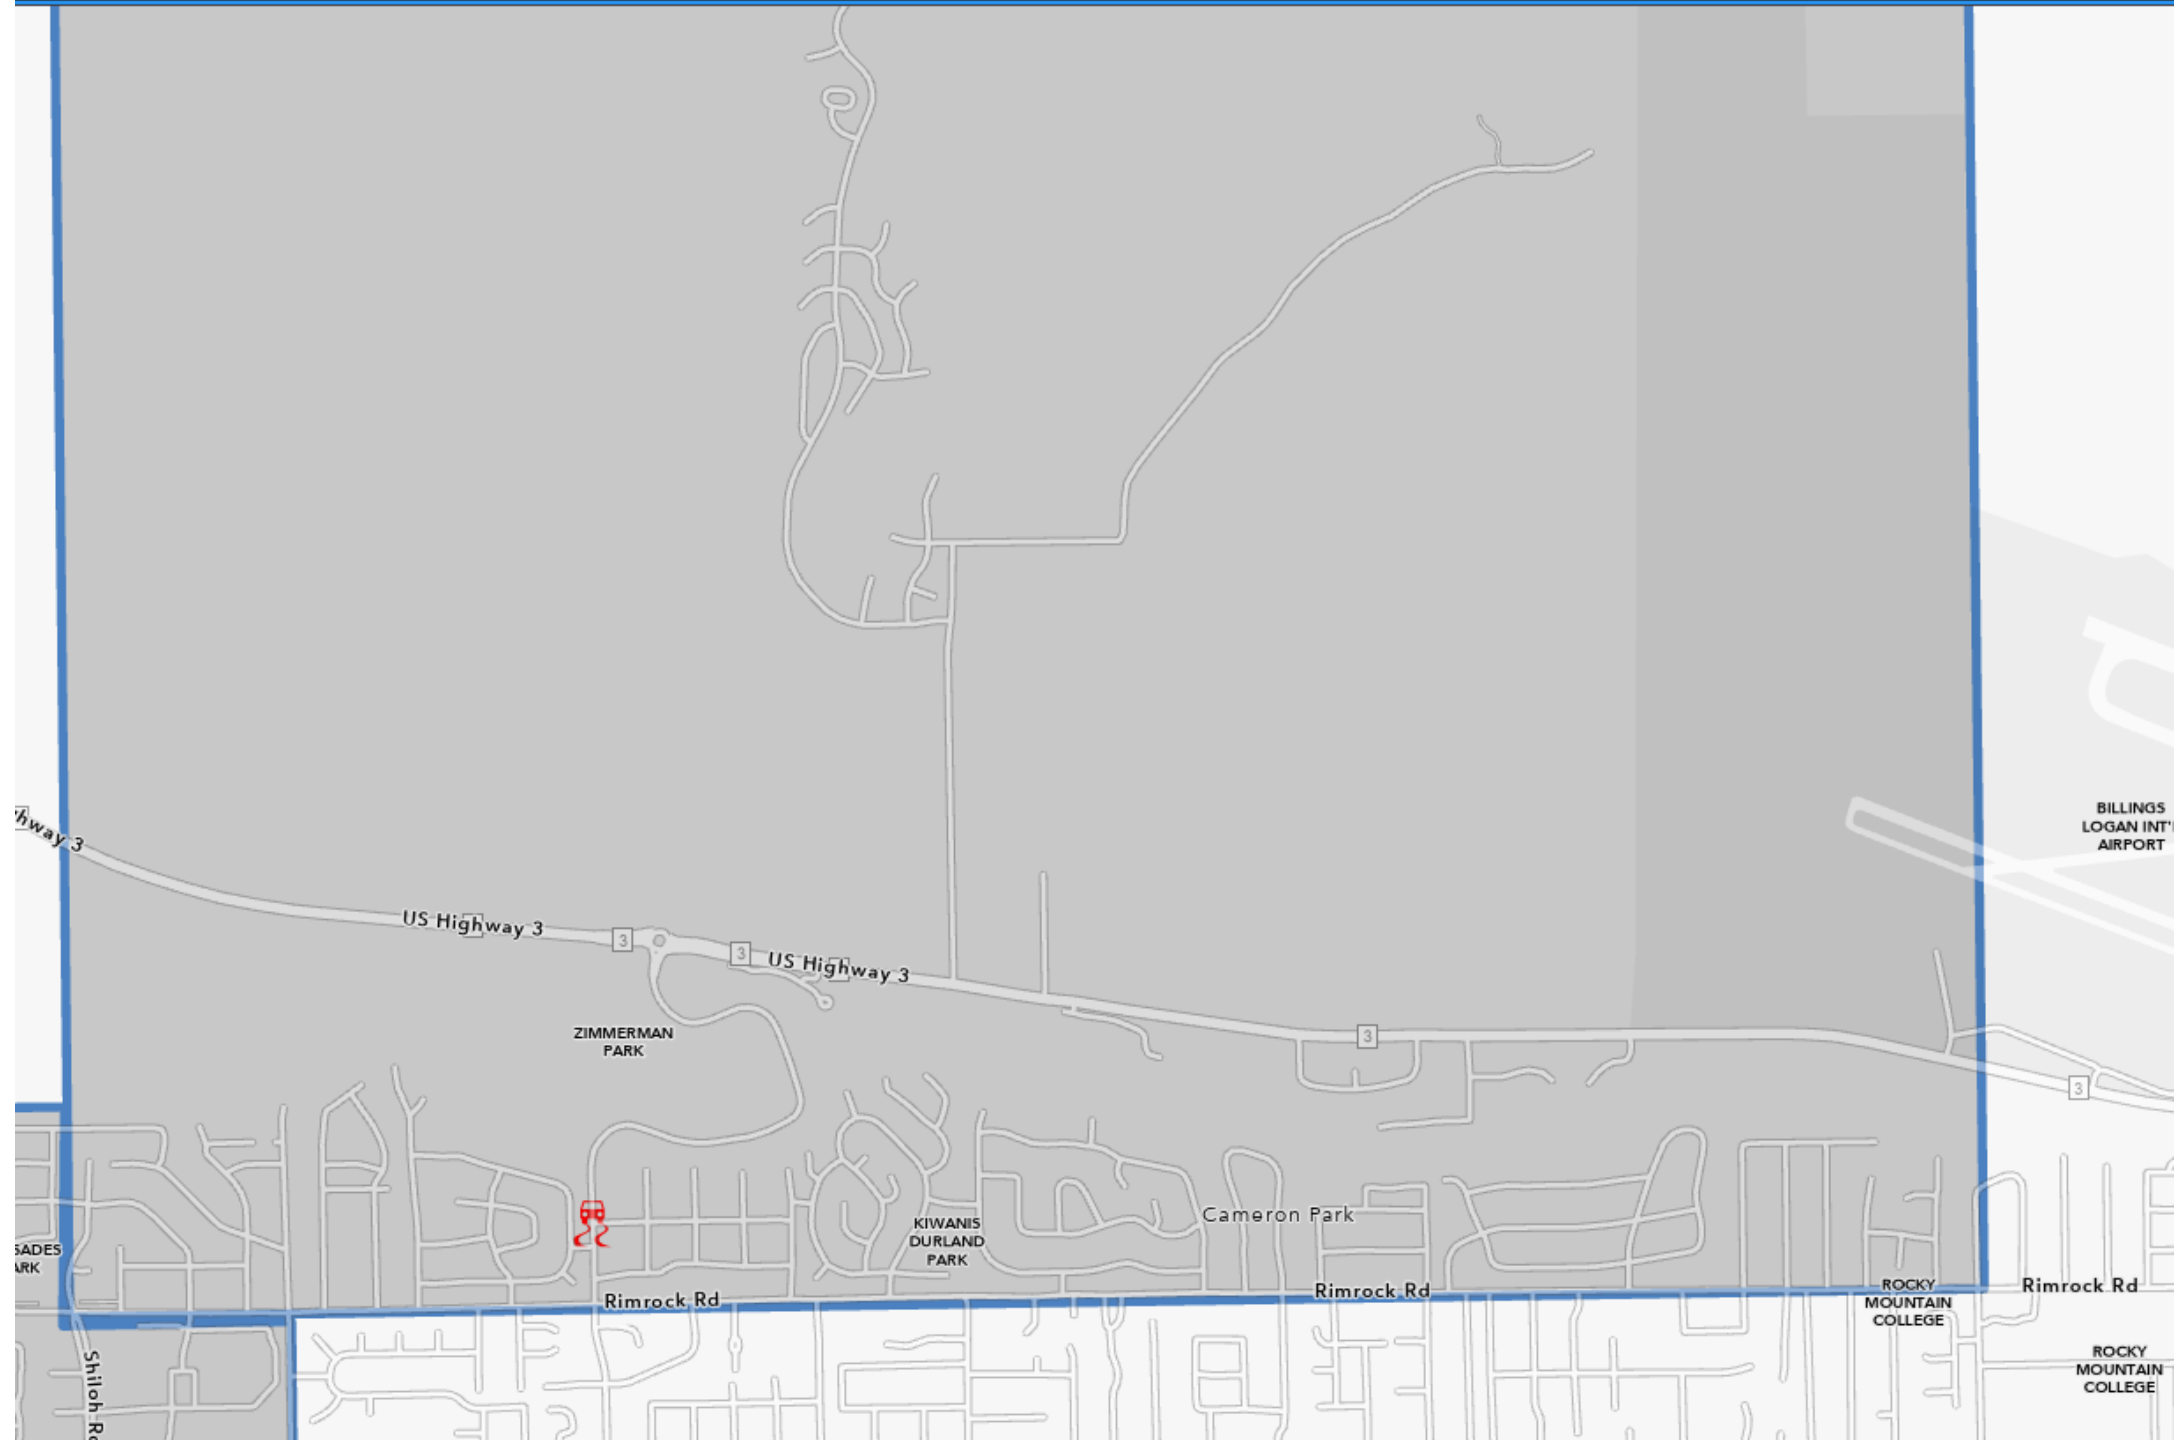 BILLINGS
LOGAN INT'
AIRPORT
hway 3
US Highway 3
3
3
US Highway 3
ZIMMERMAN
PARK
3
3
Cameron Park
KIWANIS
DURLAND
PARK
SADES
ARK
Rimrock Rd
Rimrock Rd
Rimrock Rd
ROCKY
MOUNTAIN
COLLEGE
ROCKY
MOUNTAIN
COLLEGE
Shiloh Rd